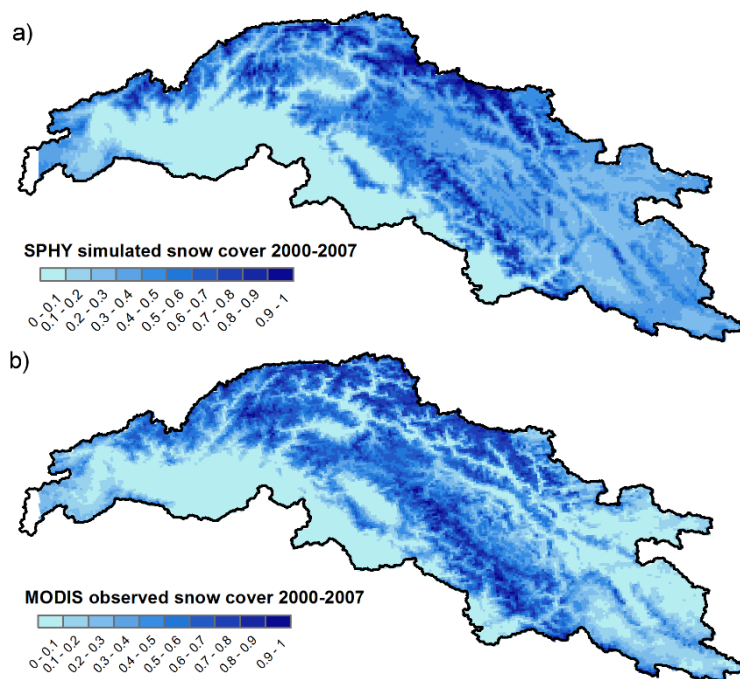 a)
SPHY simulated snow cover 2000-2007
0 - 0.1
0.1 - 0.2
0.2 - 0.3
0.3 - 0.4
0.4 - 0.5
0.5 - 0.6
0.6 - 0.7
0.7 - 0.8
0.8 - 0.9
0.9 - 1
b)
MODIS observed snow cover 2000-2007
0 - 0.1
0.1 - 0.2
0.2 - 0.3
0.3 - 0.4
0.4 - 0.5
0.5 - 0.6
0.6 - 0.7
0.7 - 0.8
0.8 - 0.9
0.9 - 1